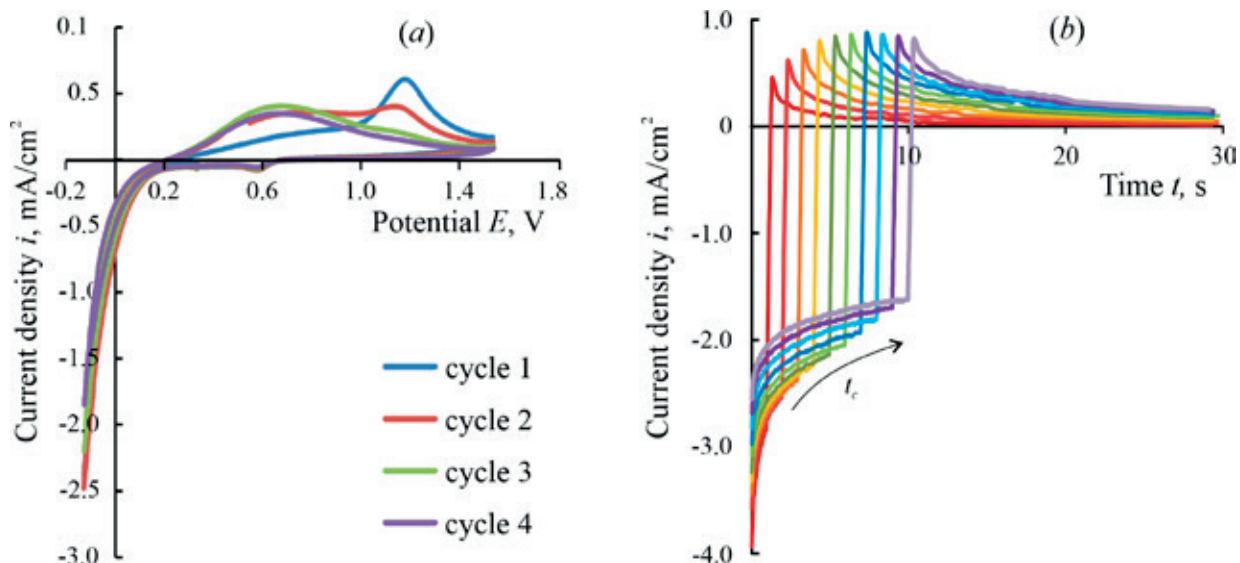 (a)
0.1
0.5
-0.2
0.2
0.6
1.0
1.4
1.8
-0.5
-1.0
-1.5
-2.0
-2.5
-3.0
Potential E, V
Current density i, mA/cm²
cycle 1
cycle 2
cycle 3
cycle 4
(b)
1.0
0
10
20
30
-1.0
-2.0
-3.0
-4.0
Time t, s
Current density i, mA/cm²
t_c